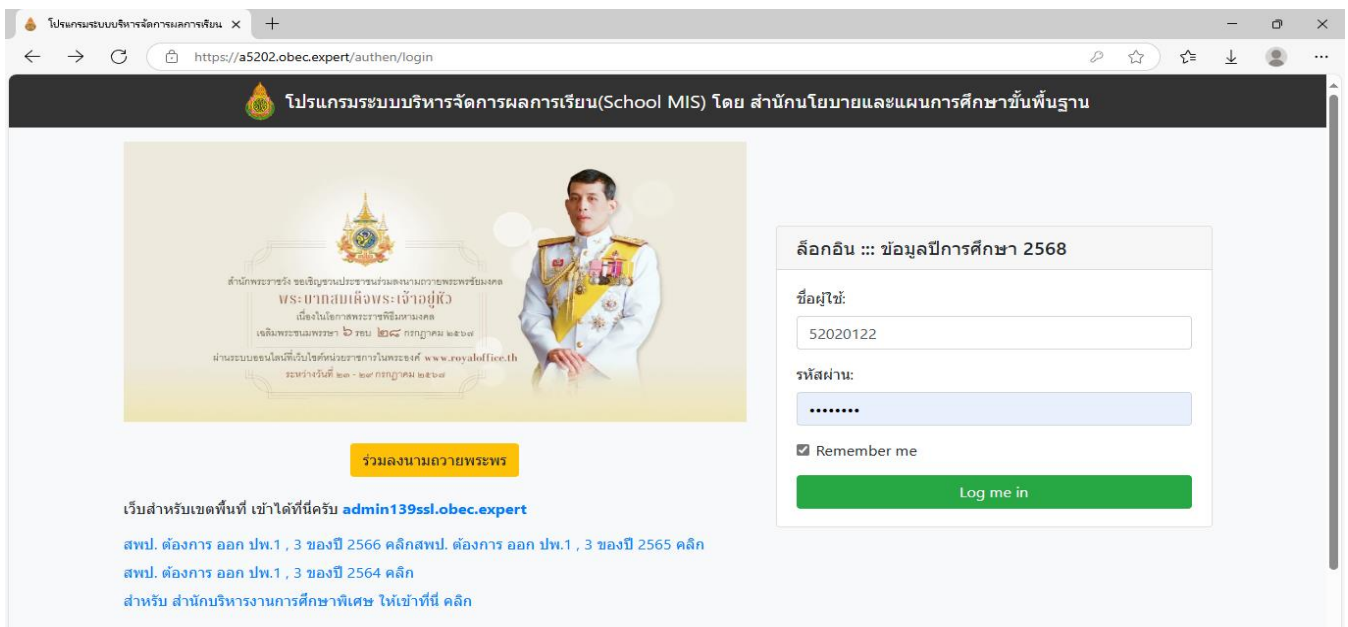 โปรแกรมระบบบริหารจัดการผลการเรียน
https://a5202.obec.expert/authen/login
โปรแกรมระบบบริหารจัดการผลการเรียน(School MIS) โดย สำนักนโยบายและแผนการศึกษาขั้นพื้นฐาน
สำนักพระราชวัง ขอเชิญชวนประชาชนร่วมลงนามถวายพระพรชัยมงคล
พระบาทสมเด็จพระเจ้าอยู่หัว
เนื่องในโอกาสพระราชพิธีมหามงคล
เฉลิมพระชนมพรรษา ๖ รอบ ๒๘ กรกฎาคม ๒๕๖๗
ผ่านระบบออนไลน์ที่เว็บไซต์หน่วยราชการในพระองค์ www.royaloffice.th
ระหว่างวันที่ ๒๓ - ๒๙ กรกฎาคม ๒๕๖๗
ร่วมลงนามถวายพระพร
เว็บสำหรับเขตพื้นที่ เข้าได้ที่นี่ครับ admin139ssl.obec.expert
สพป. ต้องการ ออก ปพ.1 , 3 ของปี 2566 คลิกสพป. ต้องการ ออก ปพ.1 , 3 ของปี 2565 คลิก
สพป. ต้องการ ออก ปพ.1 , 3 ของปี 2564 คลิก
สำหรับ สำนักบริหารงานการศึกษาพิเศษ ให้เข้าที่นี่ คลิก
ล็อกอิน ::: ข้อมูลปีการศึกษา 2568
ชื่อผู้ใช้:
52020122
รหัสผ่าน:
••••••••
Remember me
Log me in